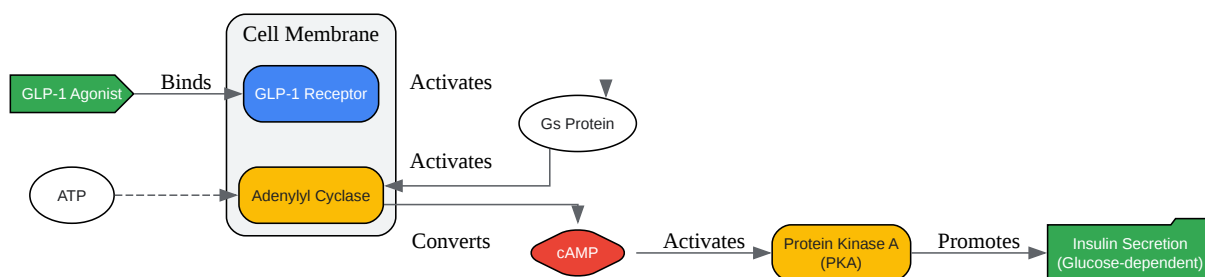 Cell Membrane
GLP-1 Agonist
Binds
GLP-1 Receptor
Activates
Gs Protein
Activates
ATP
Adenylyl Cyclase
Converts
cAMP
Activates
Protein Kinase A
(PKA)
Promotes
Insulin Secretion
(Glucose-dependent)